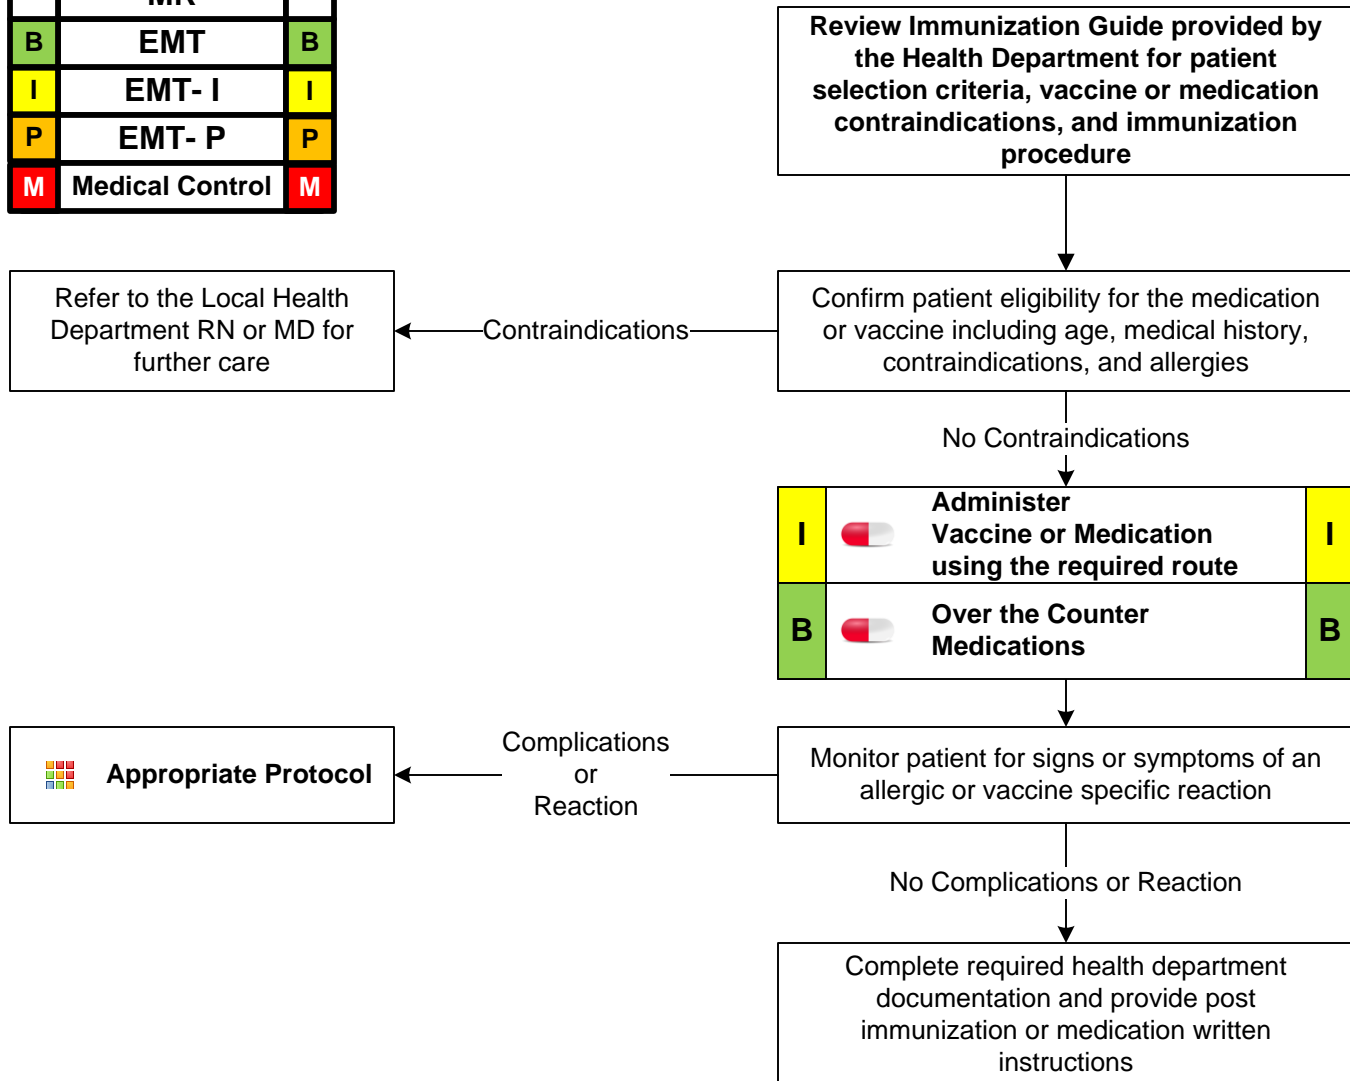 MR
B EMT B
I EMT- I I
P EMT- P P
M Medical Control M
Review Immunization Guide provided by
the Health Department for patient
selection criteria, vaccine or medication
contraindications, and immunization
procedure
Refer to the Local Health
Department RN or MD for
further care
Contraindications
Confirm patient eligibility for the medication
or vaccine including age, medical history,
contraindications, and allergies
No Contraindications
I I
Administer
Vaccine or Medication
using the required route
B B
Over the Counter
Medications
Appropriate Protocol
Complications
or
Reaction
Monitor patient for signs or symptoms of an
allergic or vaccine specific reaction
No Complications or Reaction
Complete required health department
documentation and provide post
immunization or medication written
instructions